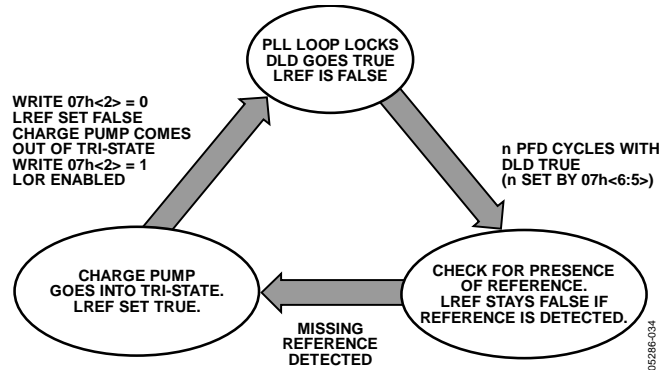 PLL LOOP LOCKS
DLD GOES TRUE
LREF IS FALSE
WRITE 07h<2> = 0
LREF SET FALSE
CHARGE PUMP COMES
OUT OF TRI-STATE
WRITE 07h<2> = 1
LOR ENABLED
n PFD CYCLES WITH
DLD TRUE
(n SET BY 07h<6:5>)
CHARGE PUMP
GOES INTO TRI-STATE.
LREF SET TRUE.
CHECK FOR PRESENCE
OF REFERENCE.
LREF STAYS FALSE IF
REFERENCE IS DETECTED.
MISSING
REFERENCE
DETECTED
05286-034